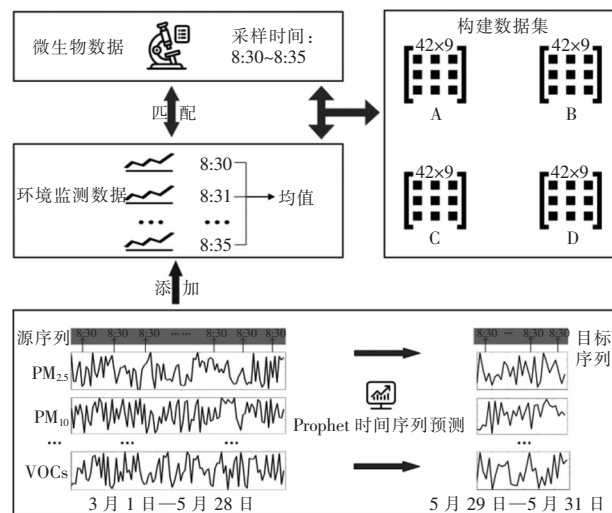 微生物数据
采样时间：
8:30~8:35
构建数据集
42×9
42×9
A
B
42×9
42×9
C
D
匹 配
环境监测数据
8:30
8:31
...
...
8:35
均值
添 加
源序列
8:30 8:30 ... ... 8:30 8:30 8:30
8:30 ... 8:30 8:30
目标
序列
PM2.5
PM10
Prophet 时间序列预测
...
...
...
...
VOCs
3 月 1 日—5 月 28 日
5 月 29 日—5 月 31 日